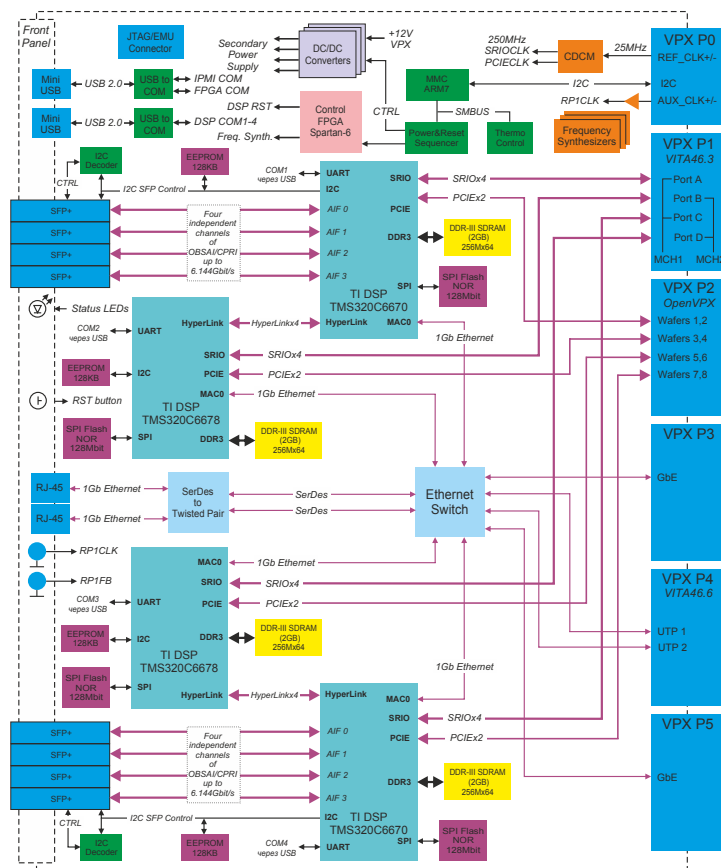 Front
Panel
JTAG/EMU
Connector
Mini
USB
USB 2.0
USB to
COM
IPMI COM
FPGA COM
Mini
USB
USB 2.0
USB to
COM
DSP COM1-4
Secondary
Power
Supply
DC/DC
Converters
+12V
VPX
DSP RST
Freq. Synth.
Control
FPGA
Spartan-6
CTRL
MMC
ARM7
SMBUS
Power&Reset
Sequencer
Thermo
Control
250MHz
SRIOCLK
PCIECLK
CDCM
25MHz
I2C
RP1CLK
Frequency
Synthesizers
VPX P0
REF_CLK+/-
I2C
AUX_CLK+/-
VPX P1
VITA46.3
Port A
Port B
Port C
Port D
MCH1
MCH2
VPX P2
OpenVPX
Wafers 1,2
Wafers 3,4
Wafers 5,6
Wafers 7,8
VPX P3
GbE
VPX P4
VITA46.6
UTP 1
UTP 2
VPX P5
GbE
I2C
Decoder
CTRL
I2C SFP Control
EEPROM
128KB
COM1
через USB
SFP+
SFP+
SFP+
SFP+
Four
independent
channels
of
OBSAI/CPRI
up to
6.144Gbit/s
UART
I2C
AIF 0
AIF 1
AIF 2
AIF 3
SRIO
PCIE
DDR3
SPI
TI DSP
TMS320C6670
HyperLink
MAC0
SRIOx4
PCIEx2
DDR-III SDRAM
(2GB)
256Mx64
SPI Flash
NOR
128Mbit
1Gb Ethernet
Status LEDs
COM2
через USB
EEPROM
128KB
RST button
SPI Flash
NOR
128Mbit
UART
HyperLink
I2C
SRIO
PCIE
MAC0
TI DSP
TMS320C6678
SPI
DDR3
HyperLinkx4
SRIOx4
PCIEx2
1Gb Ethernet
DDR-III SDRAM
(2GB)
256Mx64
RJ-45
1Gb Ethernet
RJ-45
1Gb Ethernet
SerDes
to
Twisted Pair
SerDes
SerDes
Ethernet
Switch
RP1CLK
RP1FB
COM3
через USB
EEPROM
128KB
SPI Flash
NOR
128Mbit
MAC0
SRIO
UART
PCIE
I2C
DDR3
TI DSP
TMS320C6678
SPI
HyperLink
1Gb Ethernet
SRIOx4
PCIEx2
DDR-III SDRAM
(2GB)
256Mx64
HyperLinkx4
1Gb Ethernet
SFP+
SFP+
SFP+
SFP+
Four
independent
channels
of
OBSAI/CPRI
up to
6.144Gbit/s
HyperLink
MAC0
SRIO
PCIE
AIF 0
AIF 1
AIF 2
AIF 3
DDR3
TI DSP
TMS320C6670
I2C
UART
SPI
SRIOx4
PCIEx2
DDR-III SDRAM
(2GB)
256Mx64
SPI Flash
NOR
128Mbit
CTRL
I2C SFP Control
I2C
Decoder
EEPROM
128KB
COM4
через USB